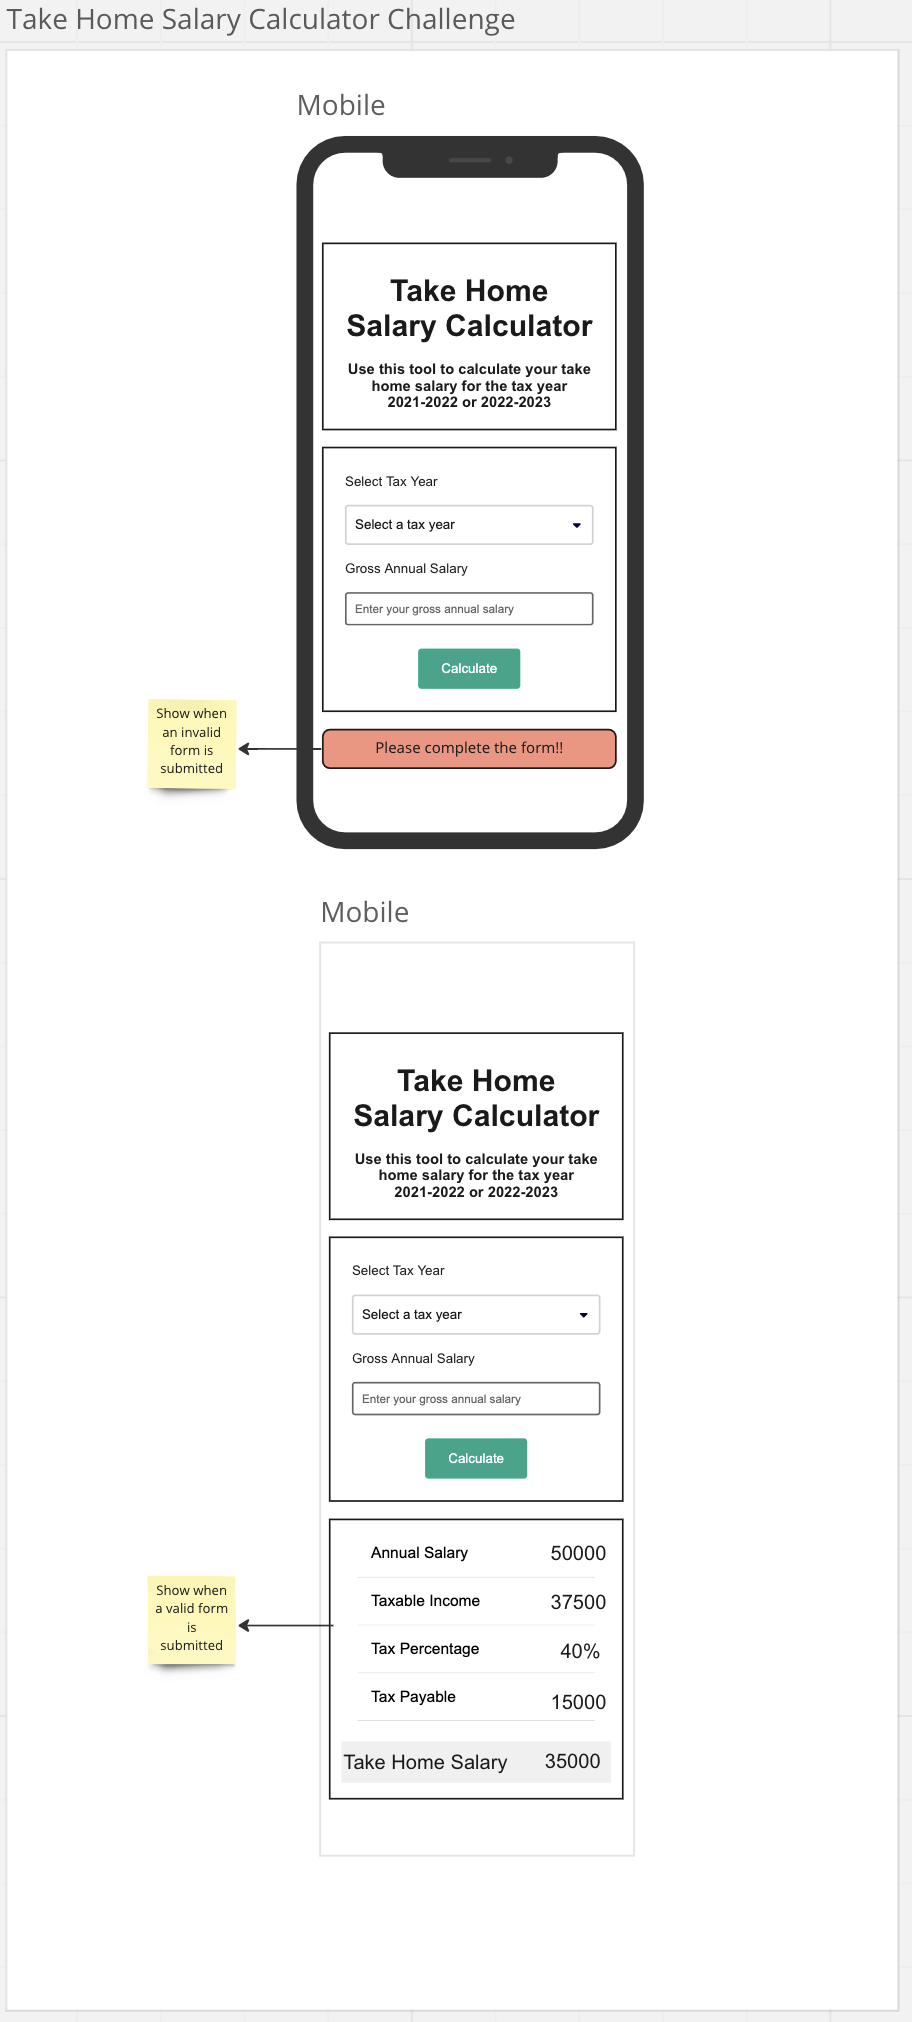 Take Home Salary Calculator Challenge
Mobile
Take Home
Salary Calculator
Use this tool to calculate your take
home salary for the tax year
2021-2022 or 2022-2023
Select Tax Year
Select a tax year
Gross Annual Salary
Enter your gross annual salary
Calculate
Show when
an invalid
form is
submitted
Please complete the form!!
Mobile
Take Home
Salary Calculator
Use this tool to calculate your take
home salary for the tax year
2021-2022 or 2022-2023
Select Tax Year
Select a tax year
Gross Annual Salary
Enter your gross annual salary
Calculate
Show when
a valid form
is
submitted
Annual Salary 50000
Taxable Income 37500
Tax Percentage 40%
Tax Payable 15000
Take Home Salary 35000